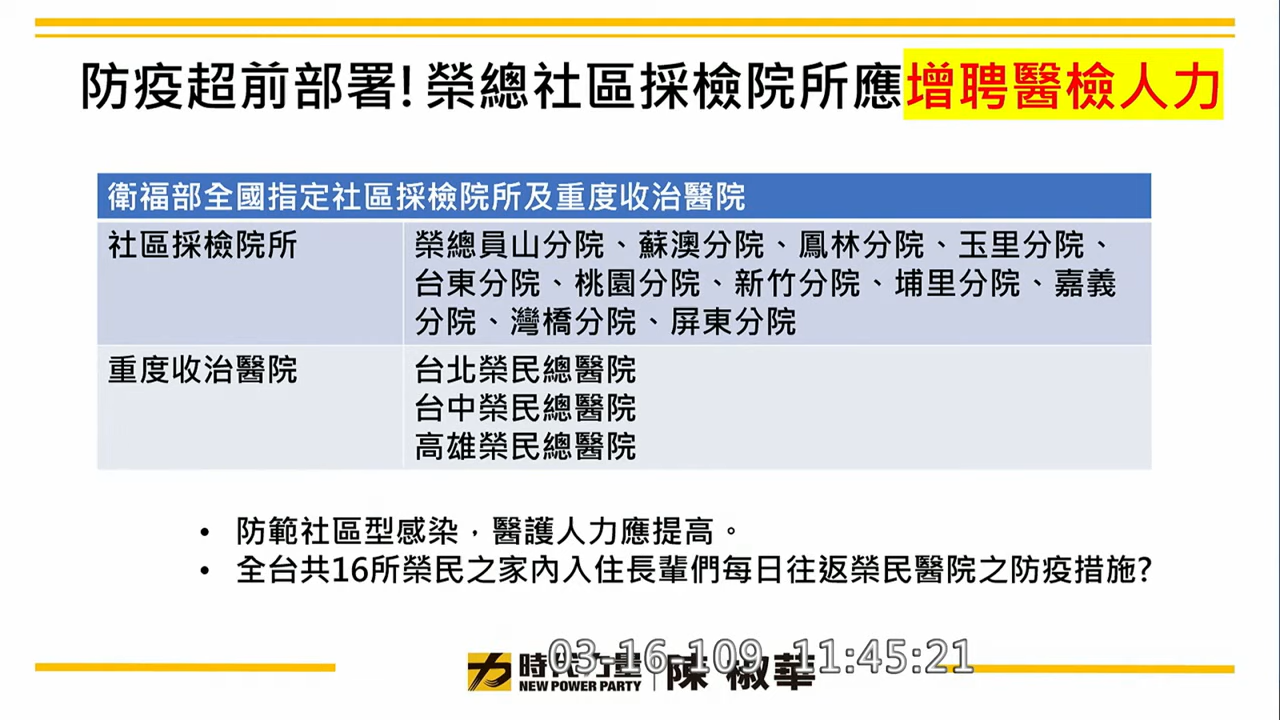 防疫超前部署! 榮總社區採檢院所應增聘醫檢人力
衛福部全國指定社區採檢院所及重度收治醫院
社區採檢院所
榮總員山分院、蘇澳分院、鳳林分院、玉里分院、
台東分院、桃園分院、新竹分院、埔里分院、嘉義
分院、灣橋分院、屏東分院
重度收治醫院
台北榮民總醫院
台中榮民總醫院
高雄榮民總醫院
• 防範社區型感染，醫護人力應提高。
• 全台共16所榮民之家內入住長輩們每日往返榮民醫院之防疫措施?
03-16-109 11:45:21
時代力量
NEW POWER PARTY
陳 椒華